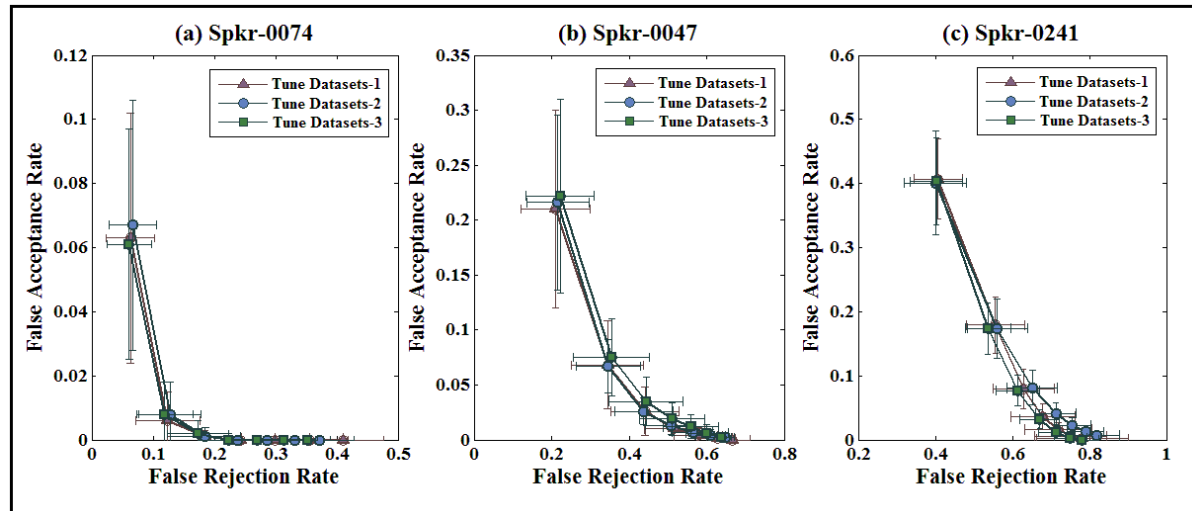 (a) Spkr-0074
0.12
0.1
0.08
0.06
0.04
0.02
0
False Acceptance Rate
Tune Datasets-1
Tune Datasets-2
Tune Datasets-3
0 0.1 0.2 0.3 0.4 0.5
False Rejection Rate
(b) Spkr-0047
0.35
0.3
0.25
0.2
0.15
0.1
0.05
0
False Acceptance Rate
Tune Datasets-1
Tune Datasets-2
Tune Datasets-3
0 0.2 0.4 0.6 0.8
False Rejection Rate
(c) Spkr-0241
0.6
0.5
0.4
0.3
0.2
0.1
0
False Acceptance Rate
Tune Datasets-1
Tune Datasets-2
Tune Datasets-3
0.2 0.4 0.6 0.8 1
False Rejection Rate